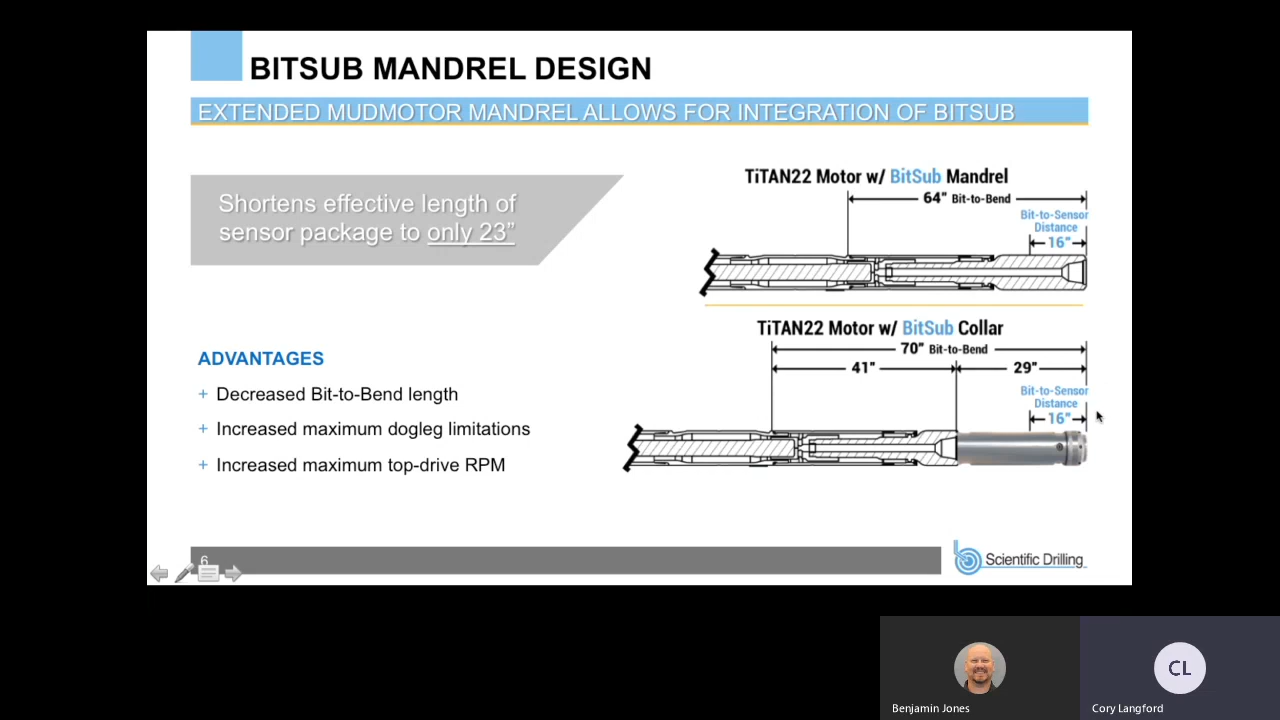 BITSUB MANDREL DESIGN
EXTENDED MUDMOTOR MANDREL ALLOWS FOR INTEGRATION OF BITSUB
Shortens effective length of
sensor package to only 23”
TiTAN22 Motor w/ BitSub Mandrel
64" Bit-to-Bend
Bit-to-Sensor
Distance
16"
TiTAN22 Motor w/ BitSub Collar
70" Bit-to-Bend
41" 29"
Bit-to-Sensor
Distance
16"
ADVANTAGES
+ Decreased Bit-to-Bend length
+ Increased maximum dogleg limitations
+ Increased maximum top-drive RPM
6
Scientific Drilling
CL
Benjamin Jones
Cory Langford